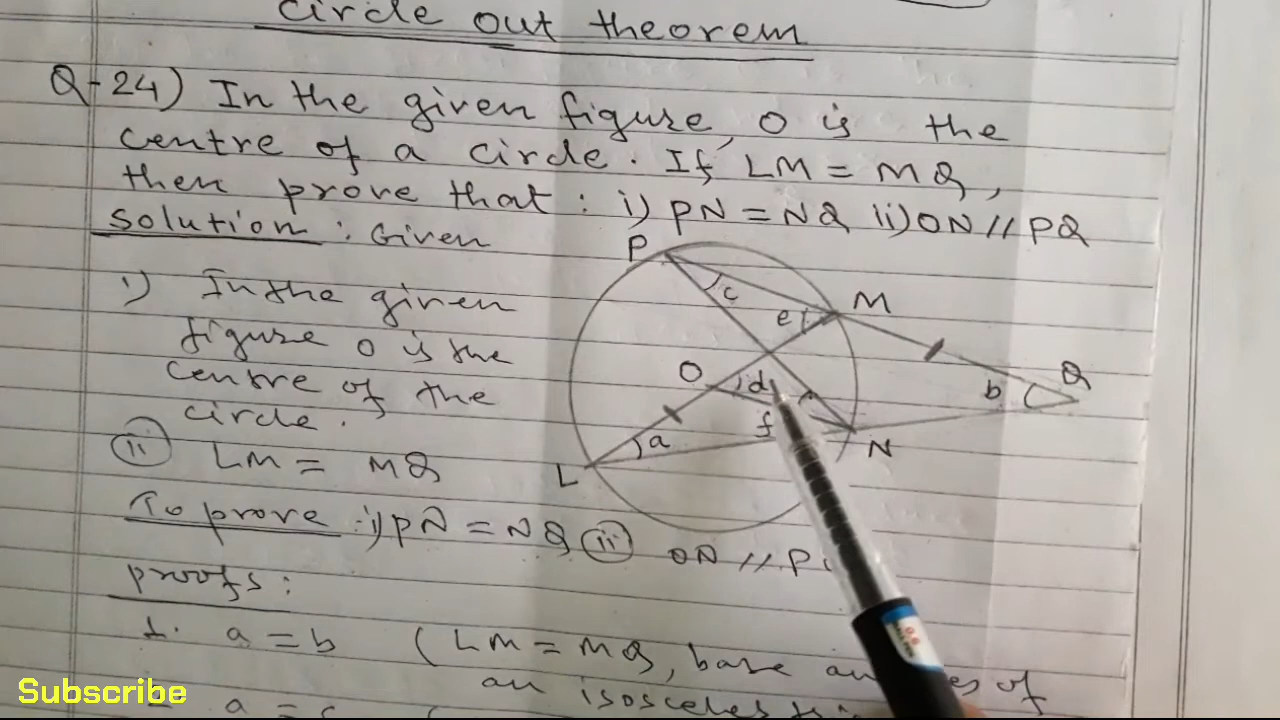 Circle out theorem
Q-24) In the given figure, O is the
centre of a circle. If LM = MQ,
then prove that : i) PN = NQ ii) ON // PQ
Solution : Given
i) In the given
figure O is the
centre of the
circle.
ii) LM = MQ
P
c
M
e
O
d
Q
b
f
a
N
L
To prove :- i) PN = NQ ii) ON // P
proofs :
1. a = b ( LM = MQ, base of
an isosceles
a = c (
Subscribe